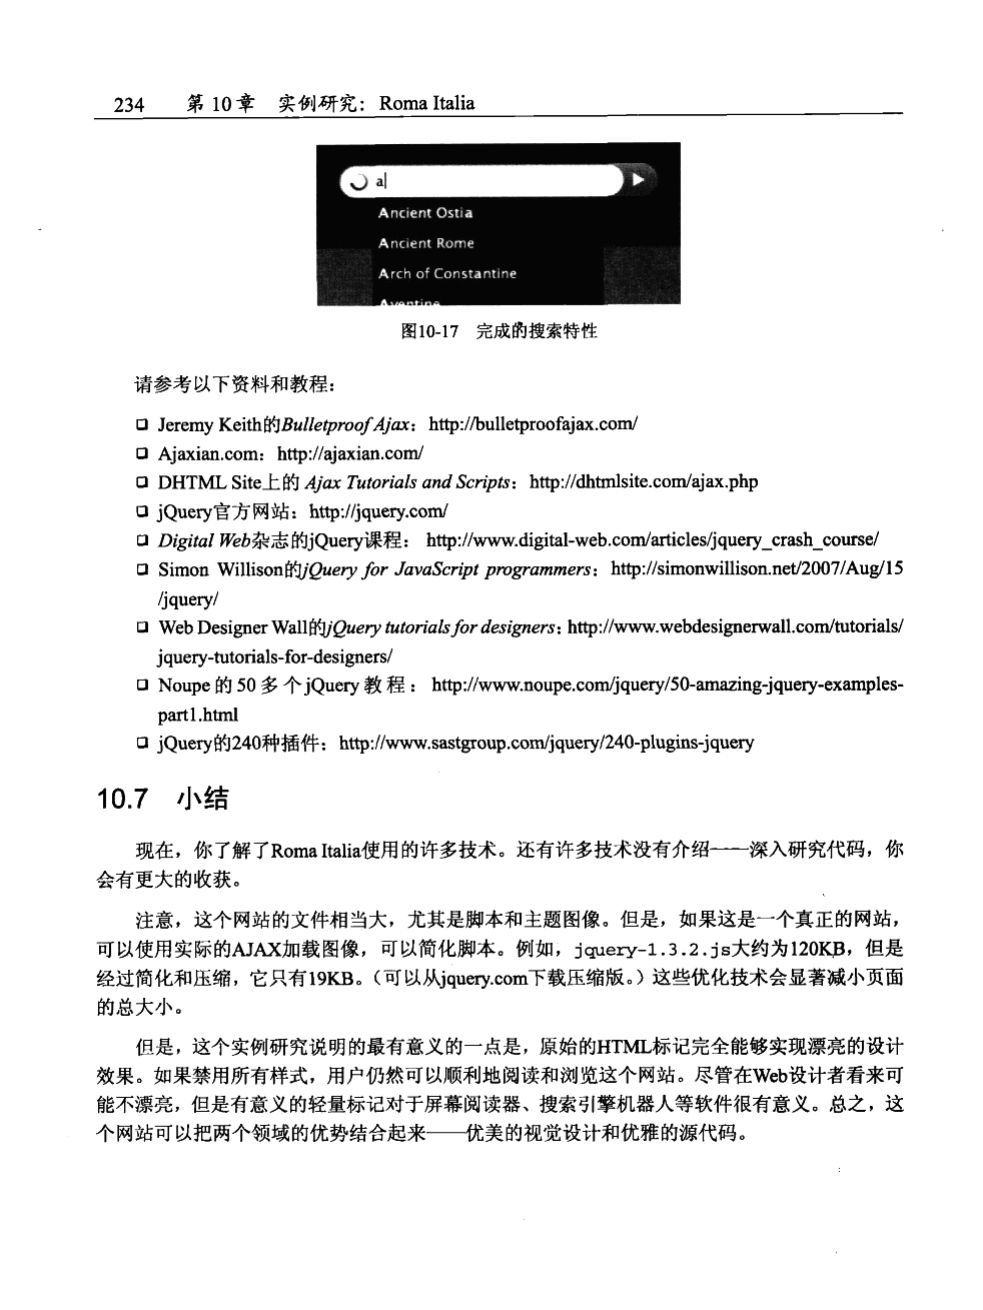 234 第10章 实例研究：Roma Italia
a
Ancient Ostia
Ancient Rome
Arch of Constantine
Aventine
图10-17 完成的搜索特性
请参考以下资料和教程：
❑ Jeremy Keith的Bulletproof Ajax：http://bulletproofajax.com/
❑ Ajaxian.com：http://ajaxian.com/
❑ DHTML Site上的 Ajax Tutorials and Scripts：http://dhtmlsite.com/ajax.php
❑ jQuery官方网站：http://jquery.com/
❑ Digital Web杂志的jQuery课程： http://www.digital-web.com/articles/jquery_crash_course/
❑ Simon Willison的jQuery for JavaScript programmers：http://simonwillison.net/2007/Aug/15
/jquery/
❑ Web Designer Wall的jQuery tutorials for designers：http://www.webdesignerwall.com/tutorials/
jquery-tutorials-for-designers/
❑ Noupe 的 50 多 个 jQuery 教 程 ： http://www.noupe.com/jquery/50-amazing-jquery-examples-
part1.html
❑ jQuery的240种插件：http://www.sastgroup.com/jquery/240-plugins-jquery
10.7 小结
现在，你了解了Roma Italia使用的许多技术。还有许多技术没有介绍——深入研究代码，你
会有更大的收获。
注意，这个网站的文件相当大，尤其是脚本和主题图像。但是，如果这是一个真正的网站，
可以使用实际的AJAX加载图像，可以简化脚本。例如，jquery-1.3.2.js大约为120KB，但是
经过简化和压缩，它只有19KB。（可以从jquery.com下载压缩版。）这些优化技术会显著减小页面
的总大小。
但是，这个实例研究说明的最有意义的一点是，原始的HTML标记完全能够实现漂亮的设计
效果。如果禁用所有样式，用户仍然可以顺利地阅读和浏览这个网站。尽管在Web设计者看来可
能不漂亮，但是有意义的轻量标记对于屏幕阅读器、搜索引擎机器人等软件很有意义。总之，这
个网站可以把两个领域的优势结合起来——优美的视觉设计和优雅的源代码。